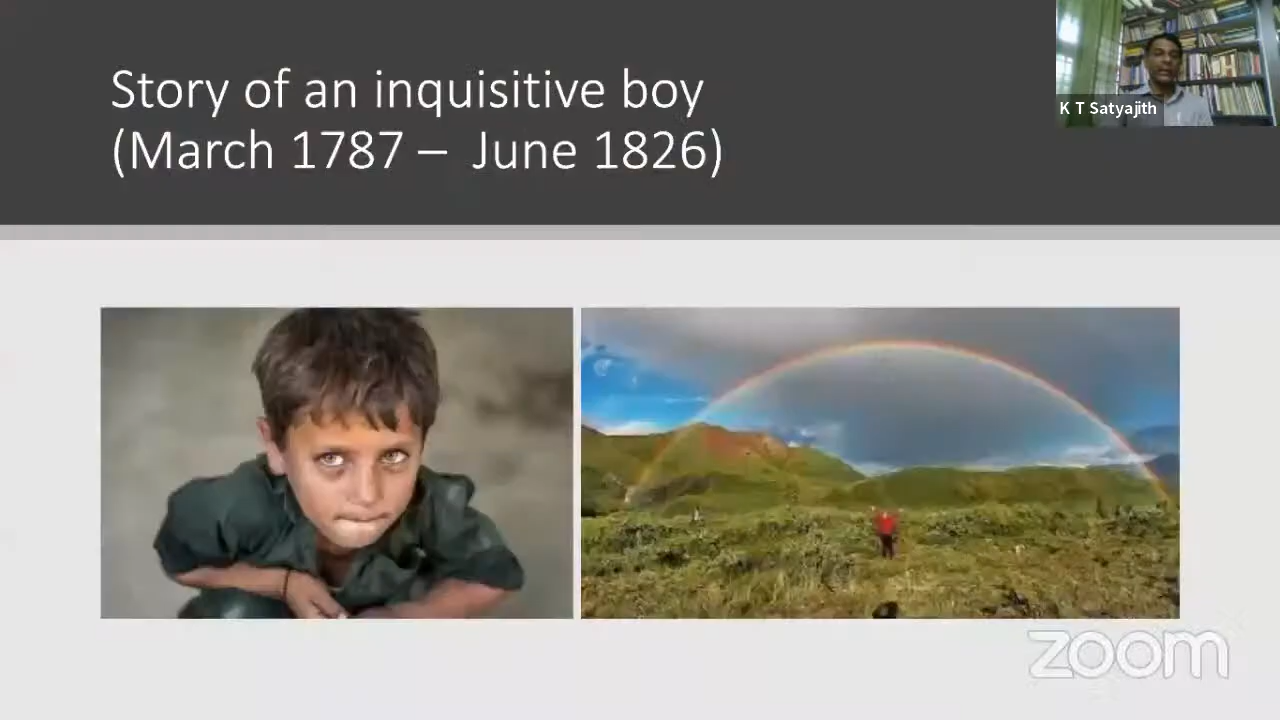 Story of an inquisitive boy
(March 1787 – June 1826)
K T Satyajith
zoom